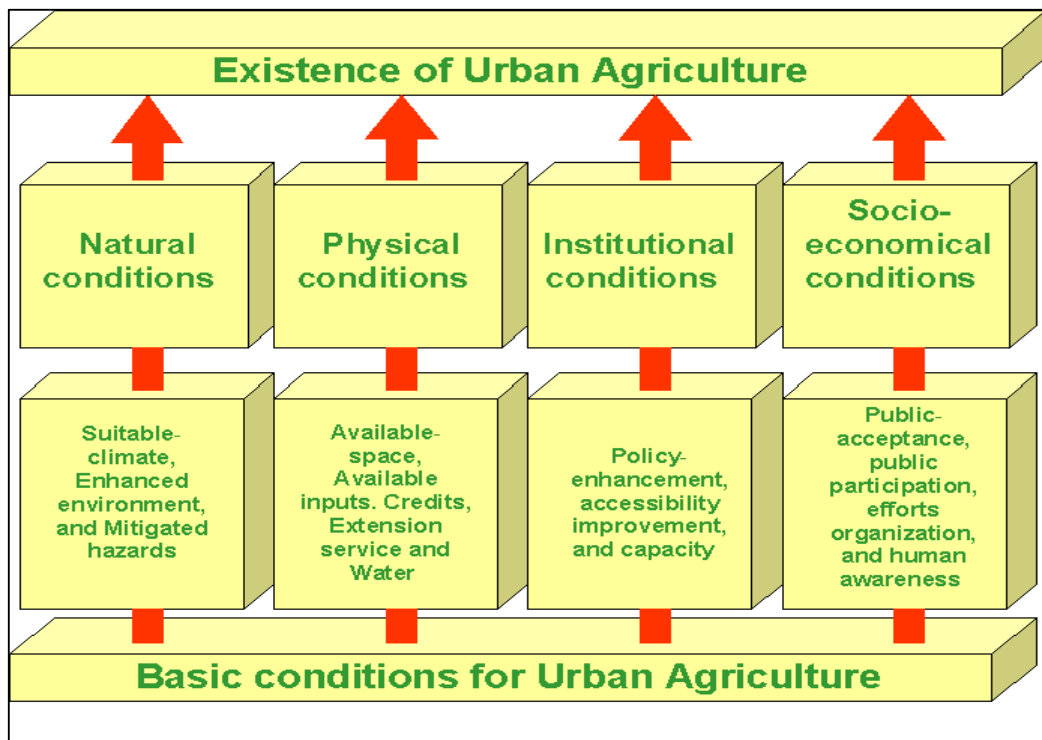 Existence of Urban Agriculture
Natural
conditions
Physical
conditions
Institutional
conditions
Socio-
economical
conditions
Suitable-
climate,
Enhanced
environment,
and Mitigated
hazards
Available-
space,
Available
inputs. Credits,
Extension
service and
Water
Policy-
enhancement,
accessibility
improvement,
and capacity
Public-
acceptance,
public
participation,
efforts
organization,
and human
awareness
Basic conditions for Urban Agriculture